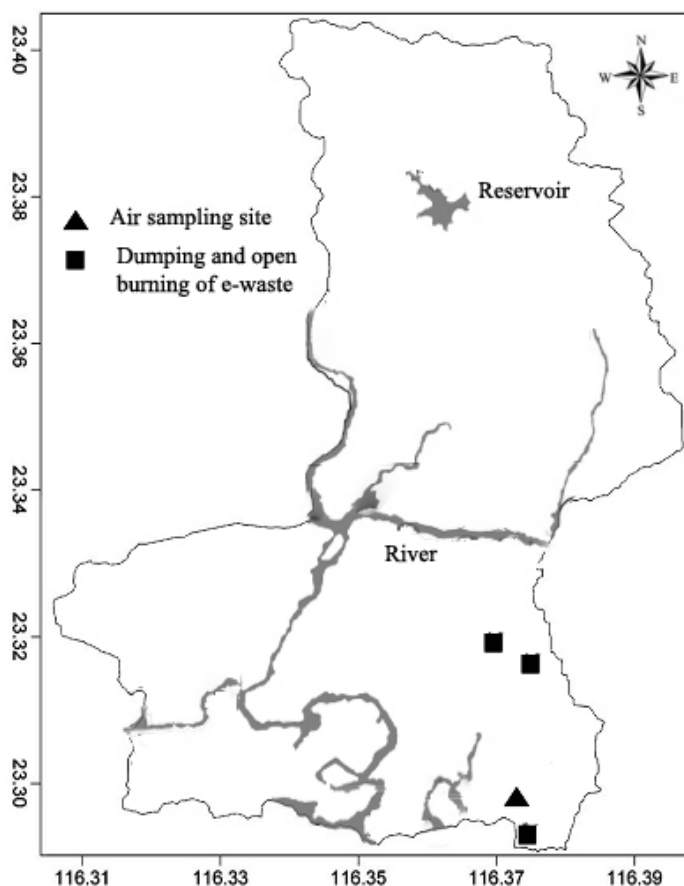 23.40
N
W E
S
23.38
Reservoir
Air sampling site
Dumping and open
burning of e-waste
23.36
23.34
River
23.32
23.30
116.31 116.33 116.35 116.37 116.39